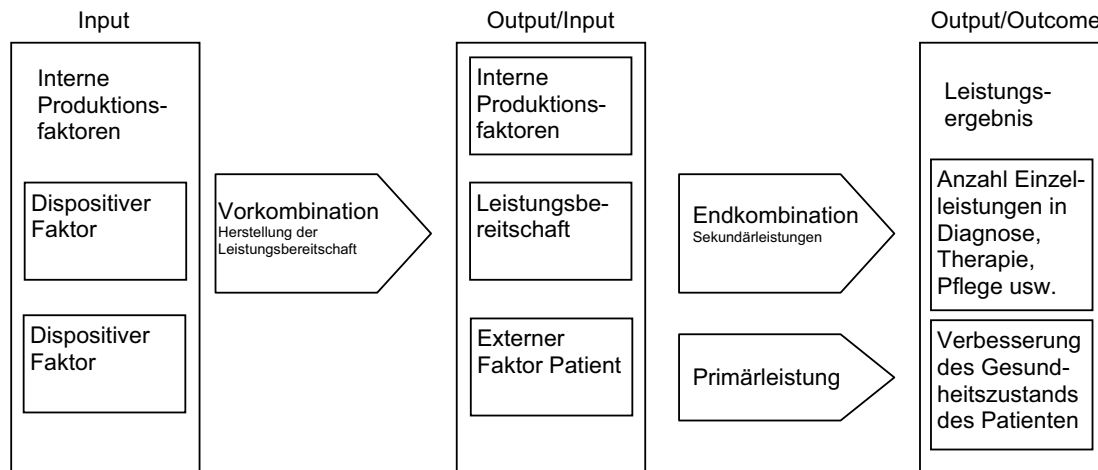 Input
Interne
Produktions-
faktoren
Dispositiver
Faktor
Dispositiver
Faktor
Vorkombination
Herstellung der
Leistungsbereitschaft
Output/Input
Interne
Produktions-
faktoren
Leistungsbe-
reitschaft
Externer
Faktor Patient
Endkombination
Sekundärleistungen
Primärleistung
Output/Outcome
Leistungs-
ergebnis
Anzahl Einzel-
leistungen in
Diagnose,
Therapie,
Pflege usw.
Verbesserung
des Gesund-
heitszustands
des Patienten